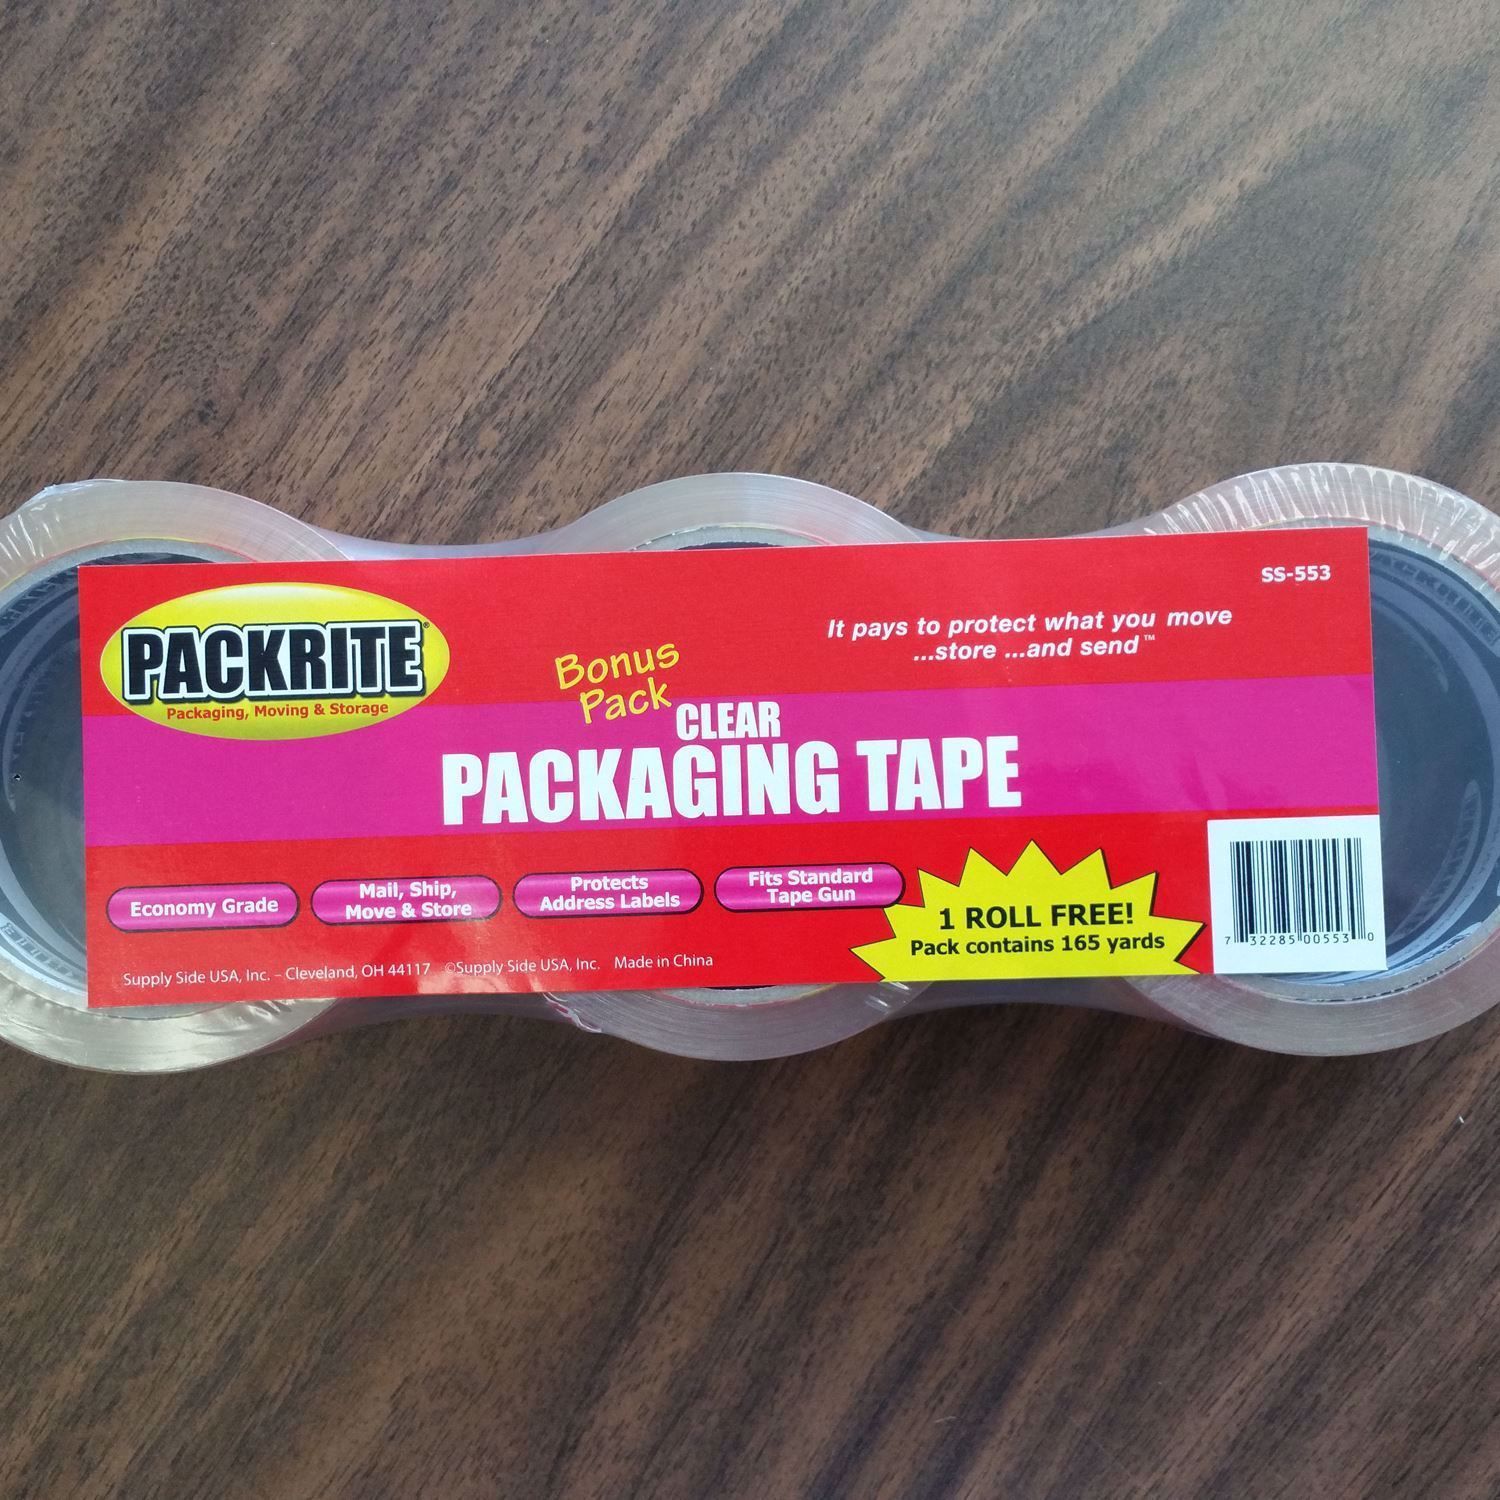 SS-553
PACKRITE®
Packaging, Moving & Storage
It pays to protect what you move
...store ...and send™
Bonus
Pack
CLEAR
PACKAGING TAPE
Economy Grade
Mail, Ship,
Move & Store
Protects
Address Labels
Fits Standard
Tape Gun
1 ROLL FREE!
Pack contains 165 yards
7 32285 00553 0
Supply Side USA, Inc. – Cleveland, OH 44117 ©Supply Side USA, Inc. Made in China